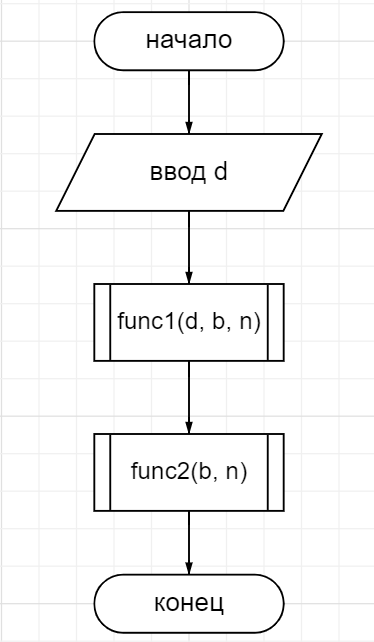 начало
ввод d
func1(d, b, n)
func2(b, n)
конец